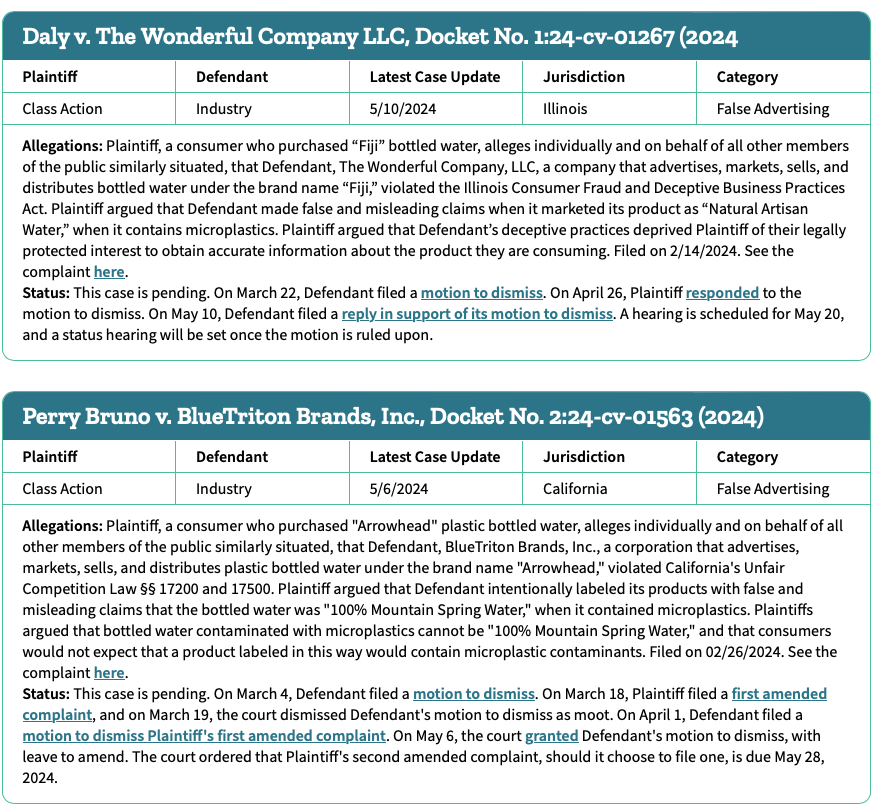 Daly v. The Wonderful Company LLC, Docket No. 1:24-cv-01267 (2024
Plaintiff Defendant Latest Case Update Jurisdiction Category
Class Action Industry 5/10/2024 Illinois False Advertising
Allegations: Plaintiff, a consumer who purchased “Fiji” bottled water, alleges individually and on behalf of all other members
of the public similarly situated, that Defendant, The Wonderful Company, LLC, a company that advertises, markets, sells, and
distributes bottled water under the brand name “Fiji,” violated the Illinois Consumer Fraud and Deceptive Business Practices
Act. Plaintiff argued that Defendant made false and misleading claims when it marketed its product as “Natural Artisan
Water,” when it contains microplastics. Plaintiff argued that Defendant’s deceptive practices deprived Plaintiff of their legally
protected interest to obtain accurate information about the product they are consuming. Filed on 2/14/2024. See the
complaint here.
Status: This case is pending. On March 22, Defendant filed a motion to dismiss. On April 26, Plaintiff responded to the
motion to dismiss. On May 10, Defendant filed a reply in support of its motion to dismiss. A hearing is scheduled for May 20,
and a status hearing will be set once the motion is ruled upon.
Perry Bruno v. BlueTriton Brands, Inc., Docket No. 2:24-cv-01563 (2024)
Plaintiff Defendant Latest Case Update Jurisdiction Category
Class Action Industry 5/6/2024 California False Advertising
Allegations: Plaintiff, a consumer who purchased "Arrowhead" plastic bottled water, alleges individually and on behalf of all
other members of the public similarly situated, that Defendant, BlueTriton Brands, Inc., a corporation that advertises,
markets, sells, and distributes plastic bottled water under the brand name "Arrowhead," violated California's Unfair
Competition Law §§ 17200 and 17500. Plaintiff argued that Defendant intentionally labeled its products with false and
misleading claims that the bottled water was "100% Mountain Spring Water," when it contained microplastics. Plaintiffs
argued that bottled water contaminated with microplastics cannot be "100% Mountain Spring Water," and that consumers
would not expect that a product labeled in this way would contain microplastic contaminants. Filed on 02/26/2024. See the
complaint here.
Status: This case is pending. On March 4, Defendant filed a motion to dismiss. On March 18, Plaintiff filed a first amended
complaint, and on March 19, the court dismissed Defendant's motion to dismiss as moot. On April 1, Defendant filed a
motion to dismiss Plaintiff's first amended complaint. On May 6, the court granted Defendant's motion to dismiss, with
leave to amend. The court ordered that Plaintiff's second amended complaint, should it choose to file one, is due May 28,
2024.